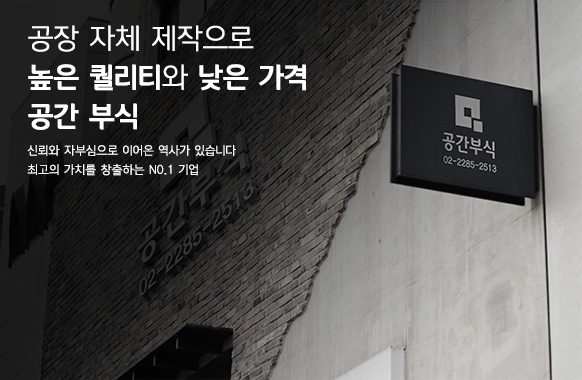 공장 자체 제작으로
높은 퀄리티와 낮은 가격
공간 부식
신뢰와 자부심으로 이어온 역사가 있습니다
최고의 가치를 창출하는 NO.1 기업
공간부식
02-2285-2513
공간부식
02-2285-2513